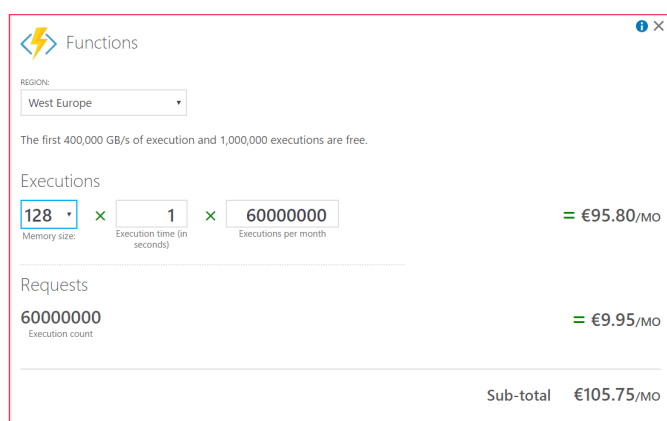 Functions
REGION:
West Europe
The first 400,000 GB/s of execution and 1,000,000 executions are free.
Executions
128 × 1 × 60000000 = €95.80/MO
Memory size: Execution time (in seconds) Executions per month
Requests
60000000 = €9.95/MO
Execution count
Sub-total €105.75/MO